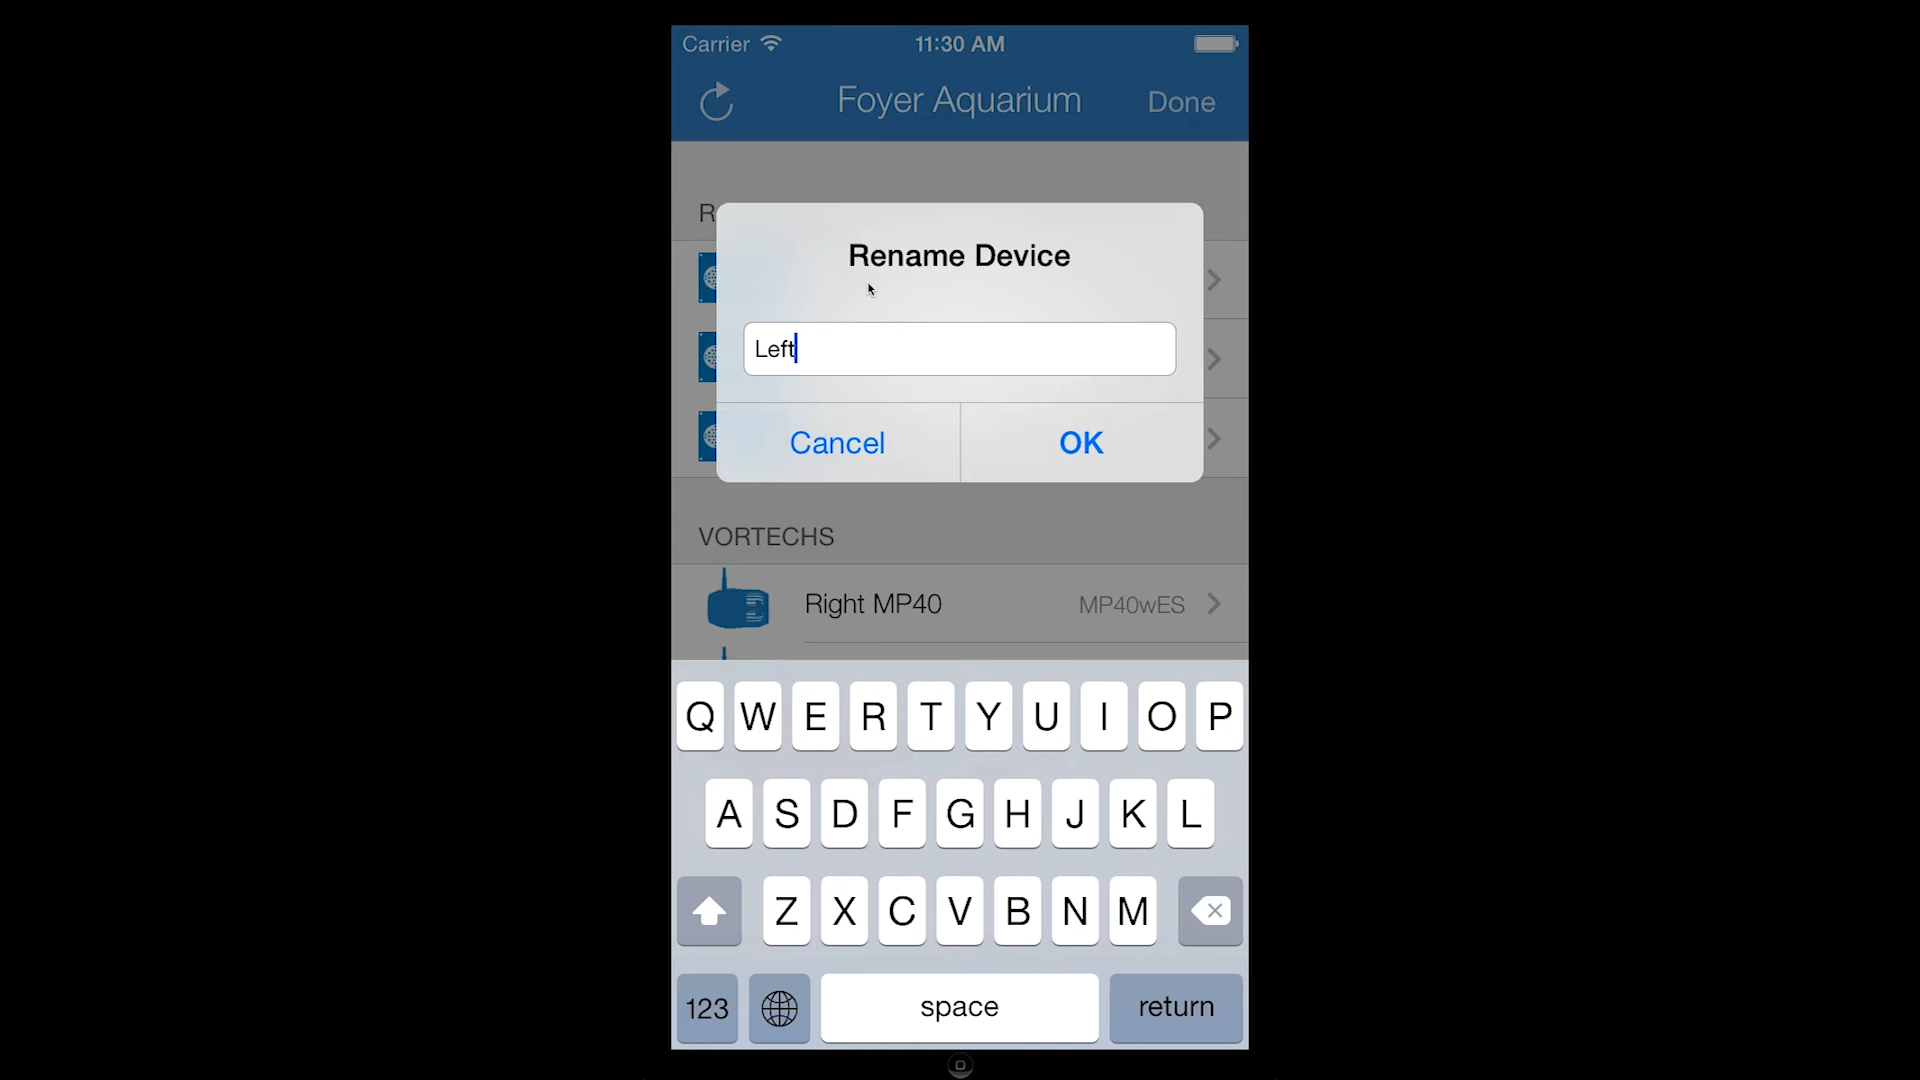 Carrier 11:30 AM
Foyer Aquarium Done
R
Rename Device
Left
Cancel OK
VORTECHS
Right MP40 MP40wES
Q W E R T Y U I O P
A S D F G H J K L
Z X C V B N M
123 space return